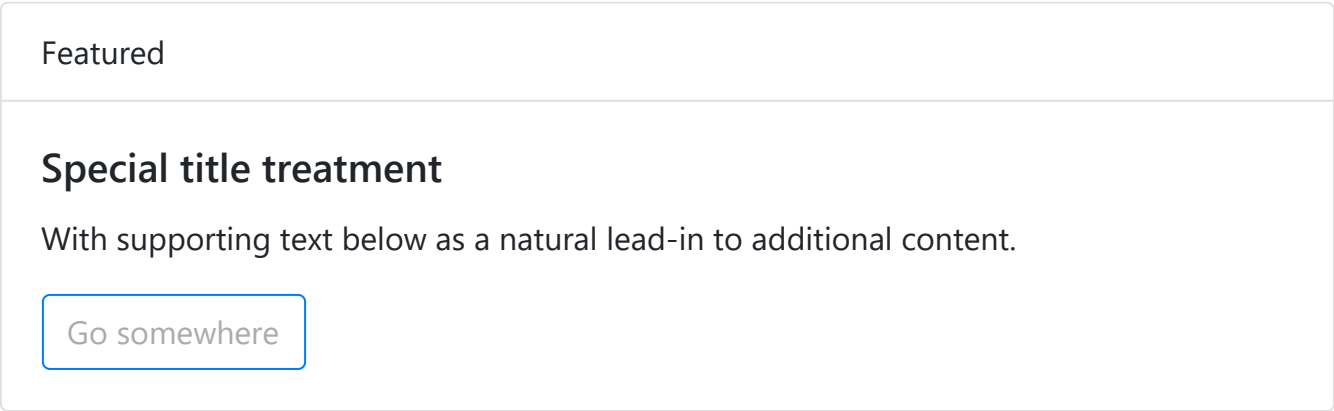 Featured
Special title treatment
With supporting text below as a natural lead-in to additional content.
Go somewhere